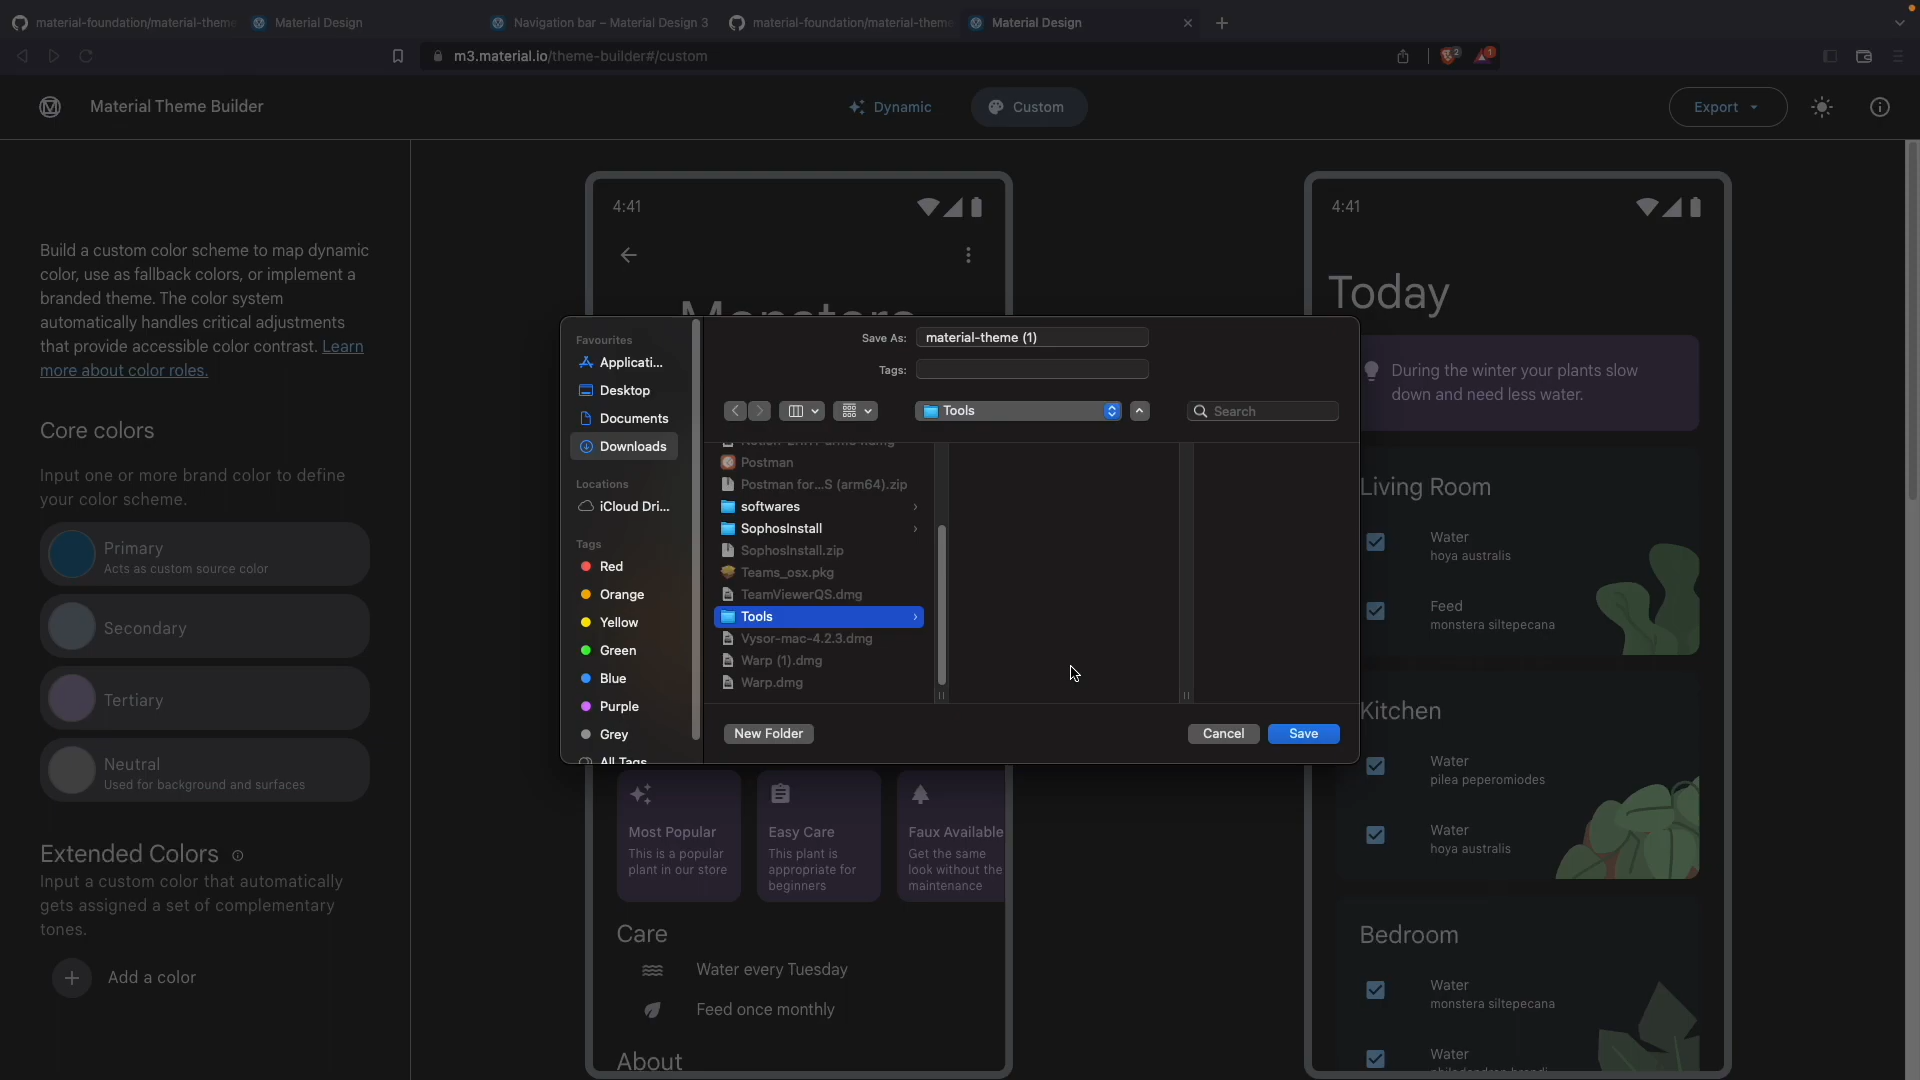 material-foundation/material-theme
Material Design
Navigation bar – Material Design 3
material-foundation/material-theme
Material Design
m3.material.io/theme-builder#/custom
2
1
Material Theme Builder
Dynamic
Custom
Export
Build a custom color scheme to map dynamic
color, use as fallback colors, or implement a
branded theme. The color system
automatically handles critical adjustments
that provide accessible color contrast. Learn
more about color roles.
Core colors
Input one or more brand color to define
your color scheme.
Primary
Acts as custom source color
Secondary
Tertiary
Neutral
Used for background and surfaces
Extended Colors
Input a custom color that automatically
gets assigned a set of complementary
tones.
Add a color
4:41
Monstera
Favourites
Applicati...
Desktop
Documents
Downloads
Locations
iCloud Dri...
Tags
Red
Orange
Yellow
Green
Blue
Purple
Grey
All Tags
Save As:
material-theme (1)
Tags:
Tools
Search
Postman
Postman for...S (arm64).zip
softwares
SophosInstall
SophosInstall.zip
Teams_osx.pkg
TeamViewerQS.dmg
Tools
Vysor-mac-4.2.3.dmg
Warp (1).dmg
Warp.dmg
New Folder
Cancel
Save
Most Popular
This is a popular
plant in our store
Easy Care
This plant is
appropriate for
beginners
Faux Available
Get the same
look without the
maintenance
Care
Water every Tuesday
Feed once monthly
About
4:41
Today
During the winter your plants slow
down and need less water.
Living Room
Water
hoya australis
Feed
monstera siltepecana
Kitchen
Water
pilea peperomiodes
Water
hoya australis
Bedroom
Water
monstera siltepecana
Water